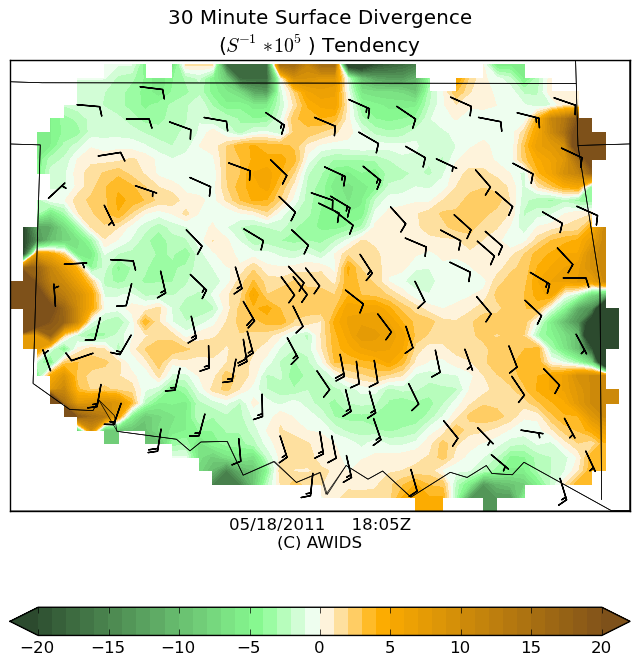 30 Minute Surface Divergence
(S⁻¹ *10⁵ ) Tendency
05/18/2011 18:05Z
(C) AWIDS
−20 −15 −10 −5 0 5 10 15 20